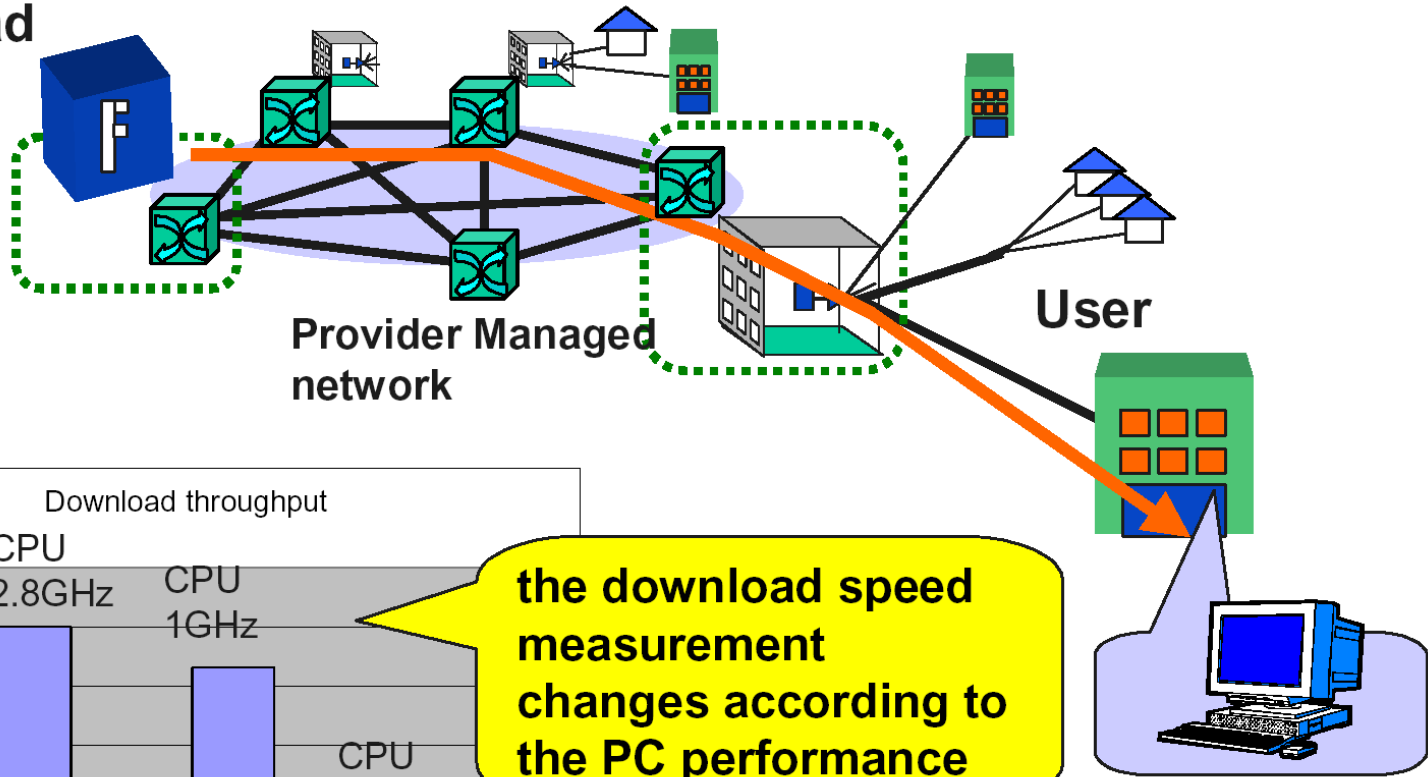 F
Provider Managed
network
User
Download throughput
CPU
2.8GHz
CPU
1GHz
CPU
the download speed
measurement
changes according to
the PC performance